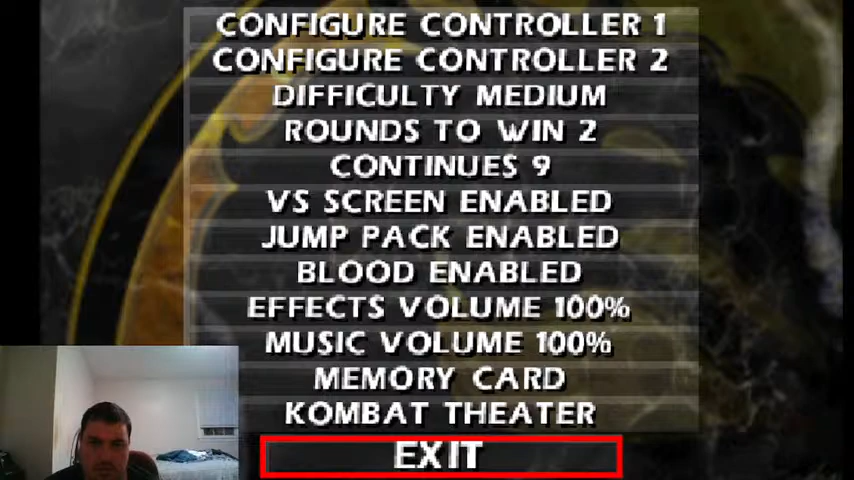 CONFIGURE CONTROLLER 1
CONFIGURE CONTROLLER 2
DIFFICULTY MEDIUM
ROUNDS TO WIN 2
CONTINUES 9
VS SCREEN ENABLED
JUMP PACK ENABLED
BLOOD ENABLED
EFFECTS VOLUME 100%
MUSIC VOLUME 100%
MEMORY CARD
KOMBAT THEATER
EXIT